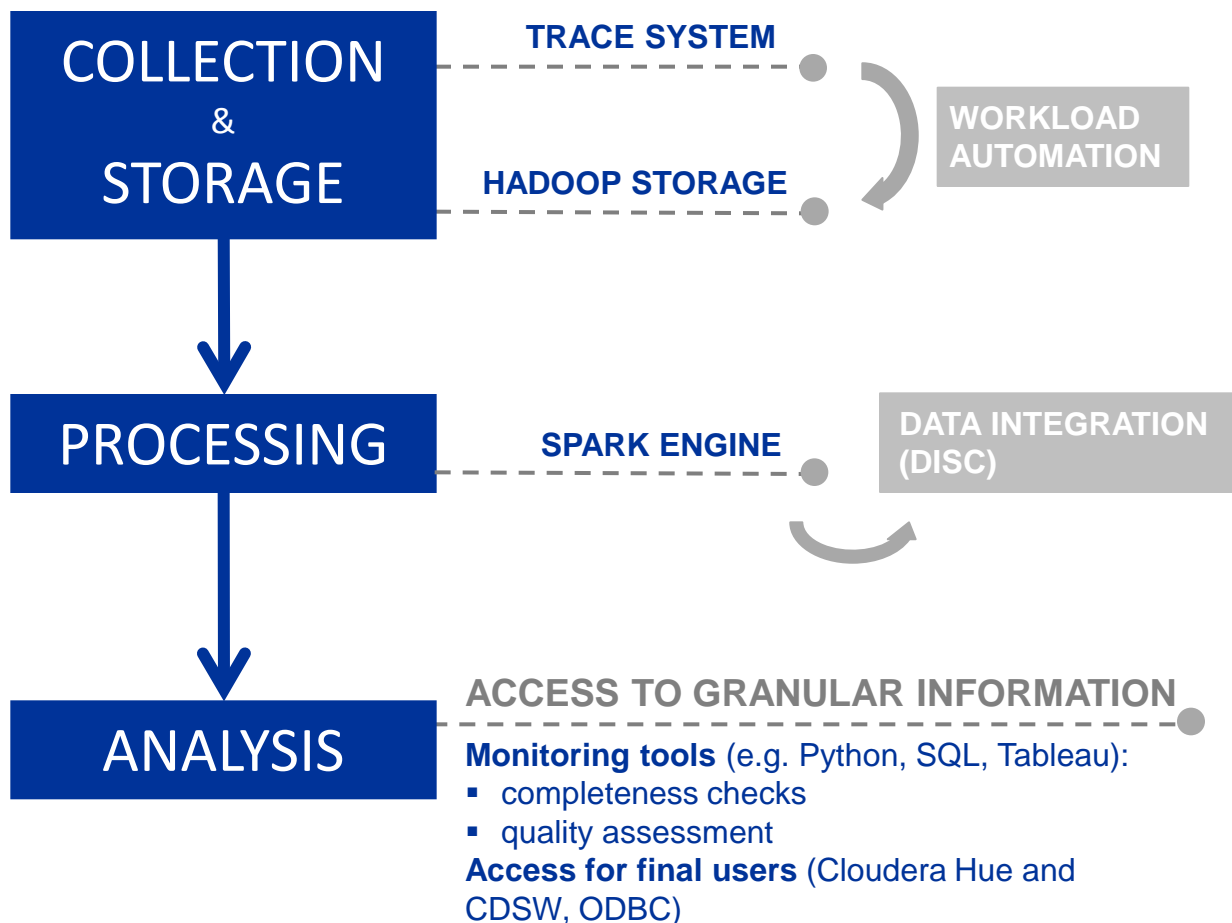 COLLECTION
&
STORAGE
TRACE SYSTEM
HADOOP STORAGE
WORKLOAD
AUTOMATION
PROCESSING
SPARK ENGINE
DATA INTEGRATION
(DISC)
ANALYSIS
ACCESS TO GRANULAR INFORMATION
Monitoring tools (e.g. Python, SQL, Tableau):
▪ completeness checks
▪ quality assessment
Access for final users (Cloudera Hue and
CDSW, ODBC)